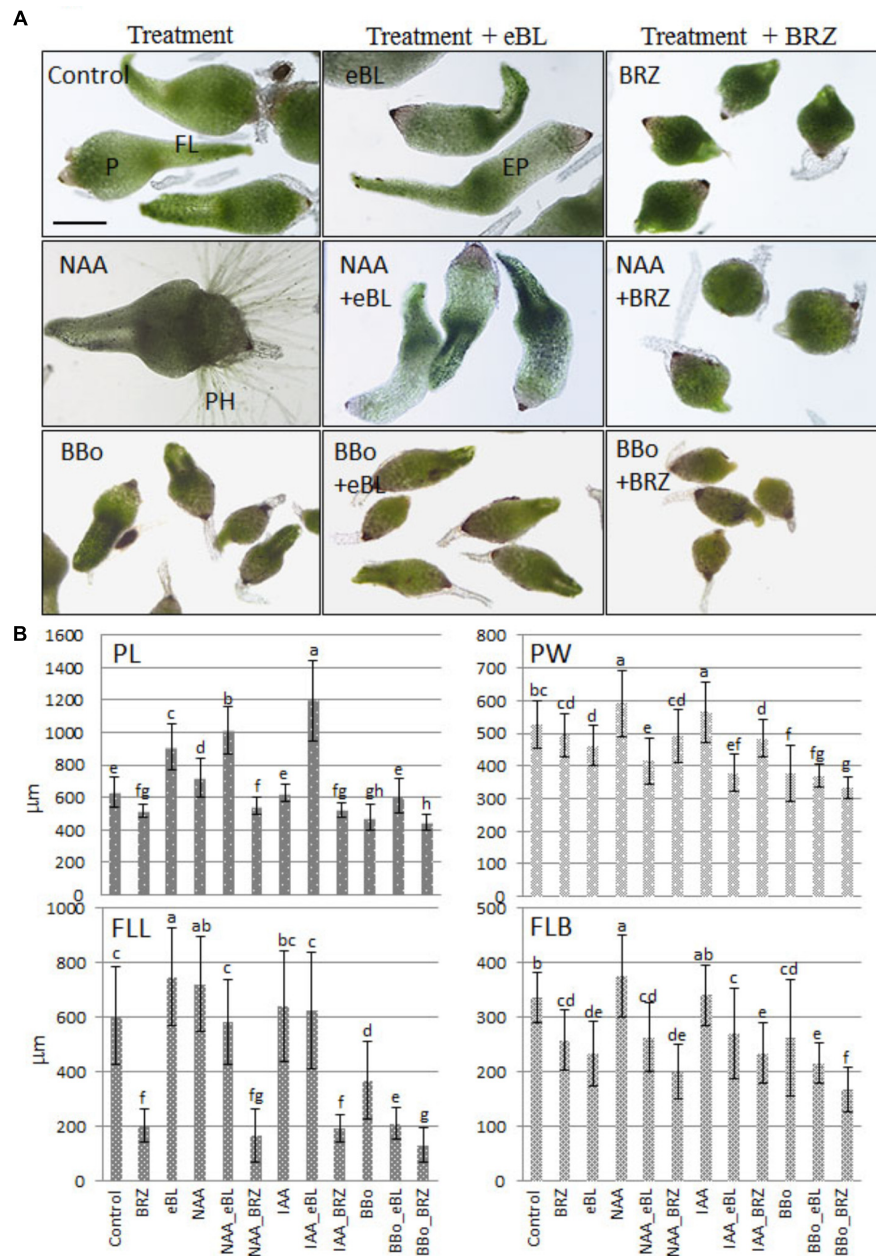 A
Treatment Treatment + eBL Treatment + BRZ
Control eBL BRZ
P FL EP
NAA NAA +eBL NAA +BRZ
PH
BBo BBo +eBL BBo +BRZ
B
PL
1600
1400
1200
1000
800
600
400
200
0
µm
e fg c d b f e a fg gh e h
PW
800
700
600
500
400
300
200
100
0
bc cd d a e cd a ef d f fg g
FLL
1000
800
600
400
200
0
µm
c f a ab c fg bc c f d e g
Control BRZ eBL NAA NAA_eBL NAA_BRZ IAA IAA_eBL IAA_BRZ BBo BBo_eBL BBo_BRZ
FLB
500
400
300
200
100
0
b cd de a cd de ab c e cd e f
Control BRZ eBL NAA NAA_eBL NAA_BRZ IAA IAA_eBL IAA_BRZ BBo BBo_eBL BBo_BRZ